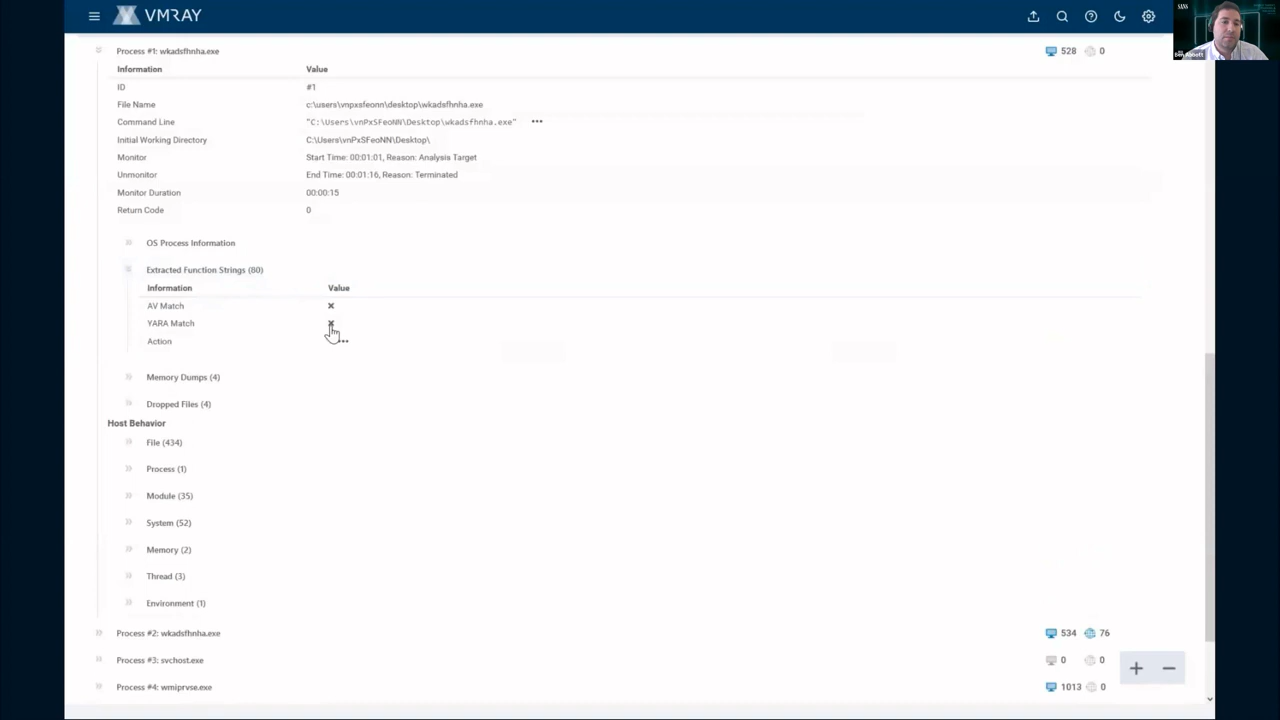 VMRAY
SANS
Ben Abbott
Process #1: wkadsfhnha.exe 528 0
Information Value
ID #1
File Name c:\users\vnpxsfeonn\desktop\wkadsfhnha.exe
Command Line "C:\Users\vnPxSFeoNN\Desktop\wkadsfhnha.exe" •••
Initial Working Directory C:\Users\vnPxSFeoNN\Desktop\
Monitor Start Time: 00:01:01, Reason: Analysis Target
Unmonitor End Time: 00:01:16, Reason: Terminated
Monitor Duration 00:00:15
Return Code 0
OS Process Information
Extracted Function Strings (80)
Information Value
AV Match
YARA Match
Action •••
Memory Dumps (4)
Dropped Files (4)
Host Behavior
File (434)
Process (1)
Module (35)
System (52)
Memory (2)
Thread (3)
Environment (1)
Process #2: wkadsfhnha.exe 534 76
Process #3: svchost.exe 0 0
Process #4: wmiprvse.exe 1013 0